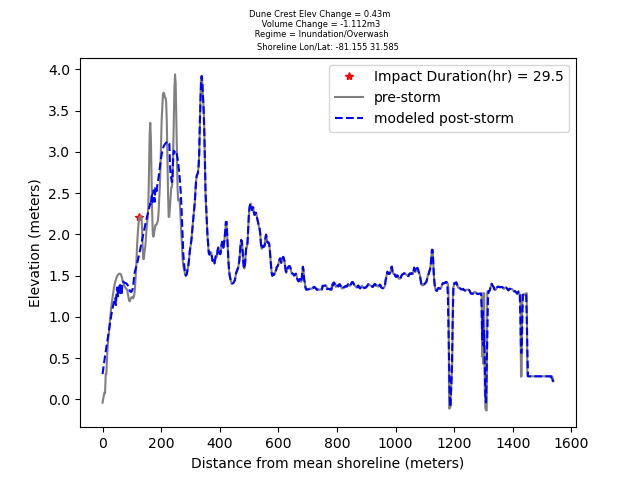 Dune Crest Elev Change = 0.43m
Volume Change = -1.112m3
Regime = Inundation/Overwash
Shoreline Lon/Lat: -81.155 31.585
Impact Duration(hr) = 29.5
pre-storm
modeled post-storm
4.0
3.5
3.0
2.5
2.0
1.5
1.0
0.5
0.0
Elevation (meters)
0 200 400 600 800 1000 1200 1400 1600
Distance from mean shoreline (meters)